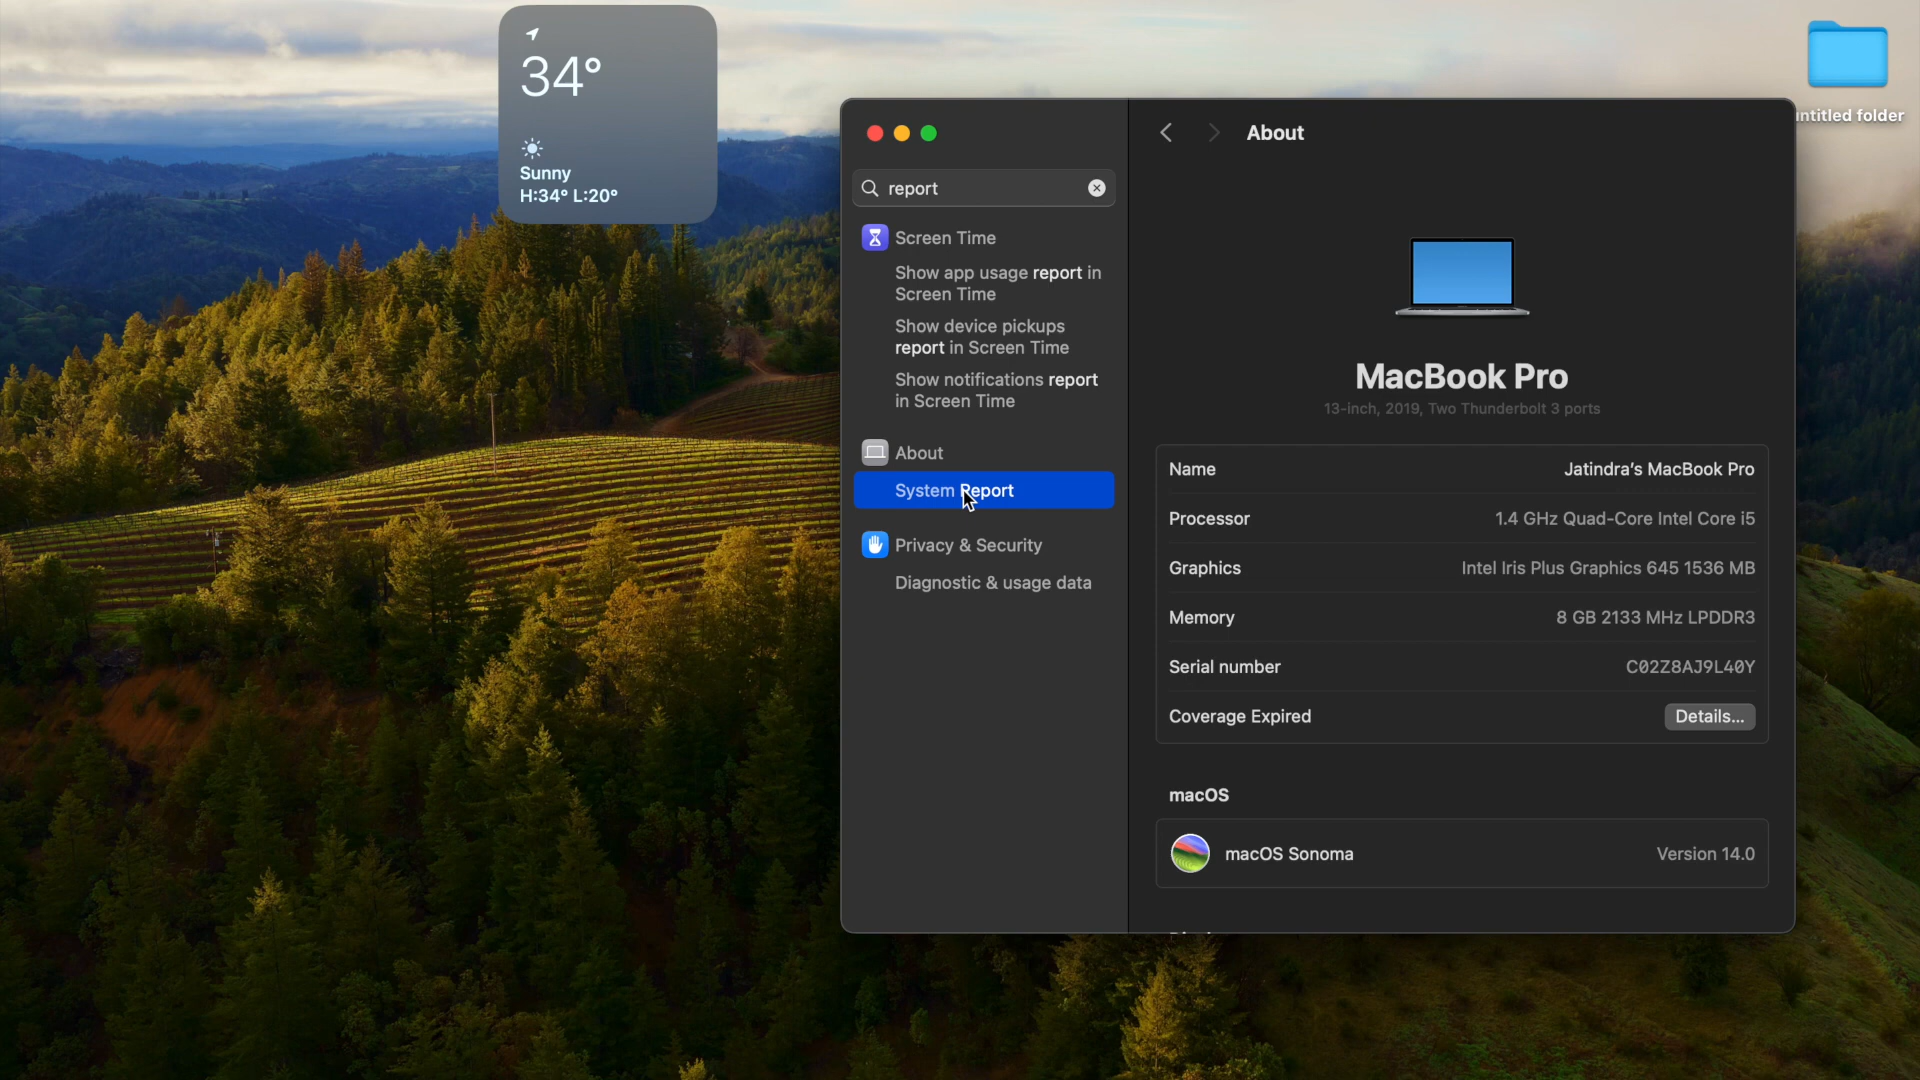 34°
Sunny
H:34° L:20°
ntitled folder
report
Screen Time
Show app usage report in
Screen Time
Show device pickups
report in Screen Time
Show notifications report
in Screen Time
About
System Report
Privacy & Security
Diagnostic & usage data
About
MacBook Pro
13-inch, 2019, Two Thunderbolt 3 ports
Name Jatindra’s MacBook Pro
Processor 1.4 GHz Quad-Core Intel Core i5
Graphics Intel Iris Plus Graphics 645 1536 MB
Memory 8 GB 2133 MHz LPDDR3
Serial number C02Z8AJ9L40Y
Coverage Expired Details...
macOS
macOS Sonoma Version 14.0